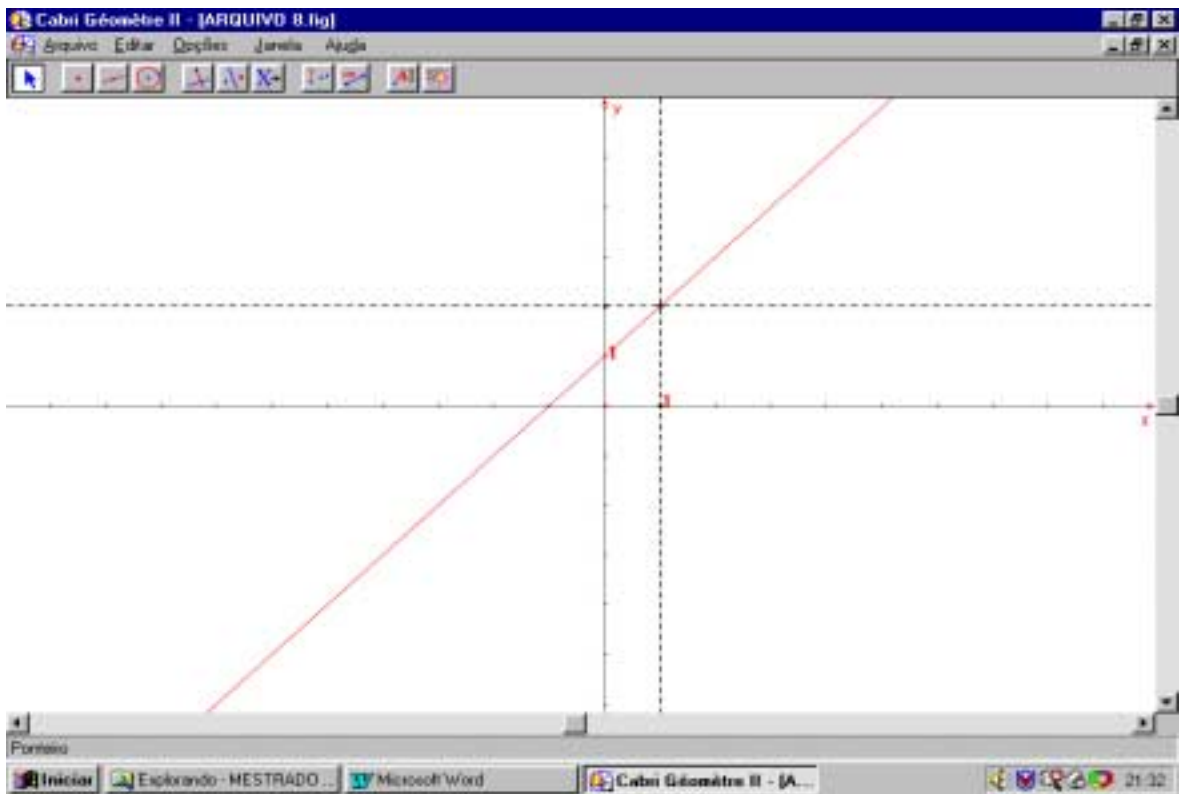 Cabri Géomètre II - [ARQUIVO 8.fig]
Arquivo Editar Opções Janela Ajuda
y
1
1
x
Ponteiro
Iniciar Explorando - MESTRADO ... Microsoft Word Cabri Géomètre II - [A... 21:32